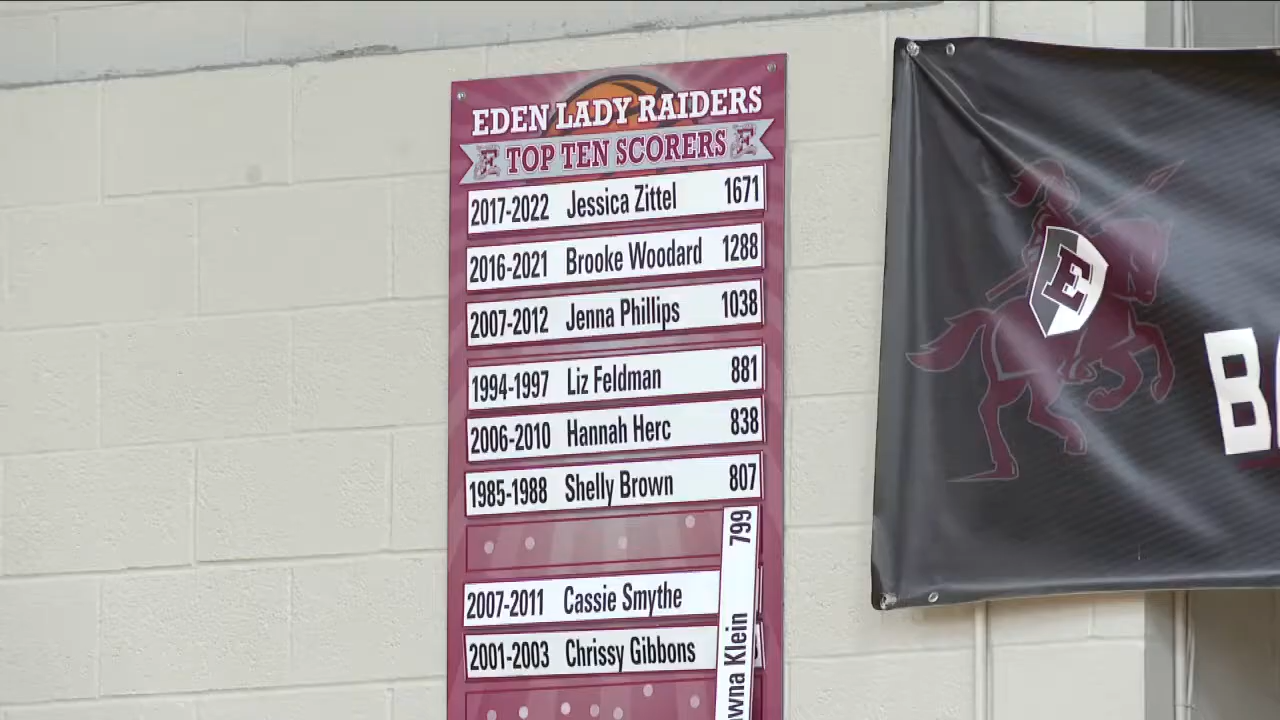 EDEN LADY RAIDERS
E TOP TEN SCORERS E
2017-2022 Jessica Zittel 1671
2016-2021 Brooke Woodard 1288
2007-2012 Jenna Phillips 1038
1994-1997 Liz Feldman 881
2006-2010 Hannah Herc 838
1985-1988 Shelly Brown 807
2007-2011 Cassie Smythe
2001-2003 Chrissy Gibbons
Klein 799
E